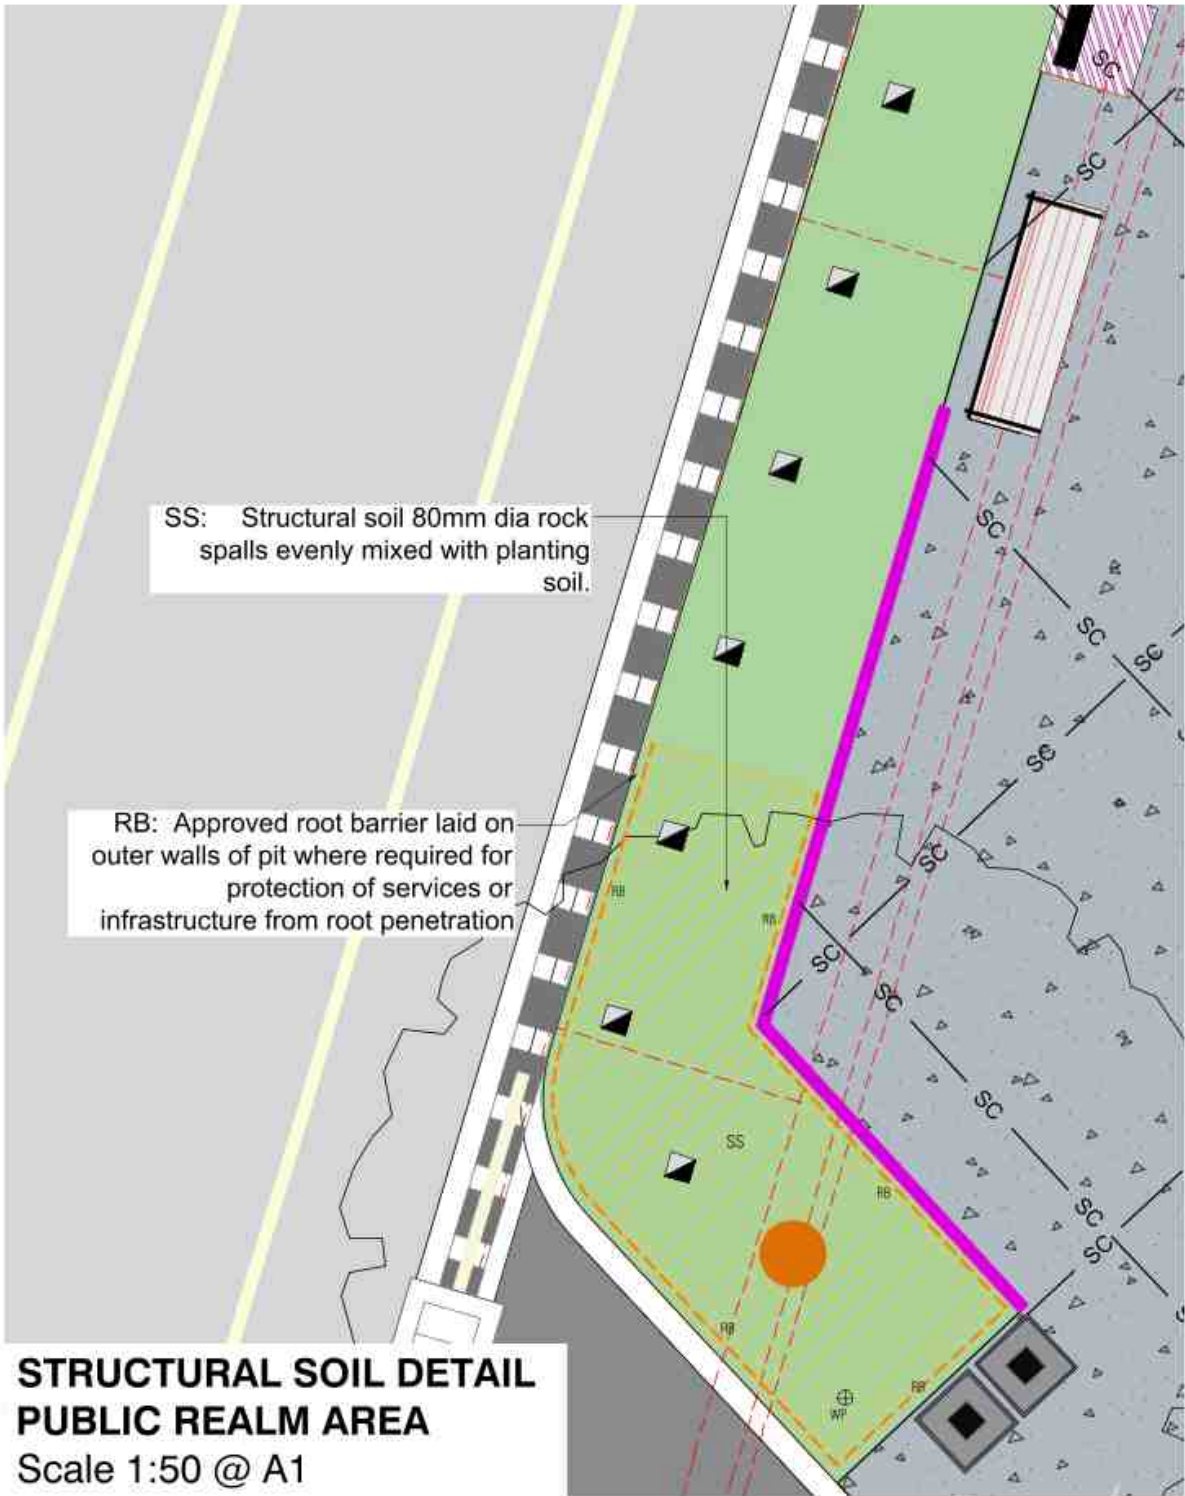 SC
SC
SS: Structural soil 80mm dia rock
spalls evenly mixed with planting
soil.
SC
SC
SC
SC
RB: Approved root barrier laid on
outer walls of pit where required for
protection of services or
infrastructure from root penetration
SC
RB
RB
SC
SC
SC
SS
RB
SC
SC
RB
RB
WP
STRUCTURAL SOIL DETAIL
PUBLIC REALM AREA
Scale 1:50 @ A1